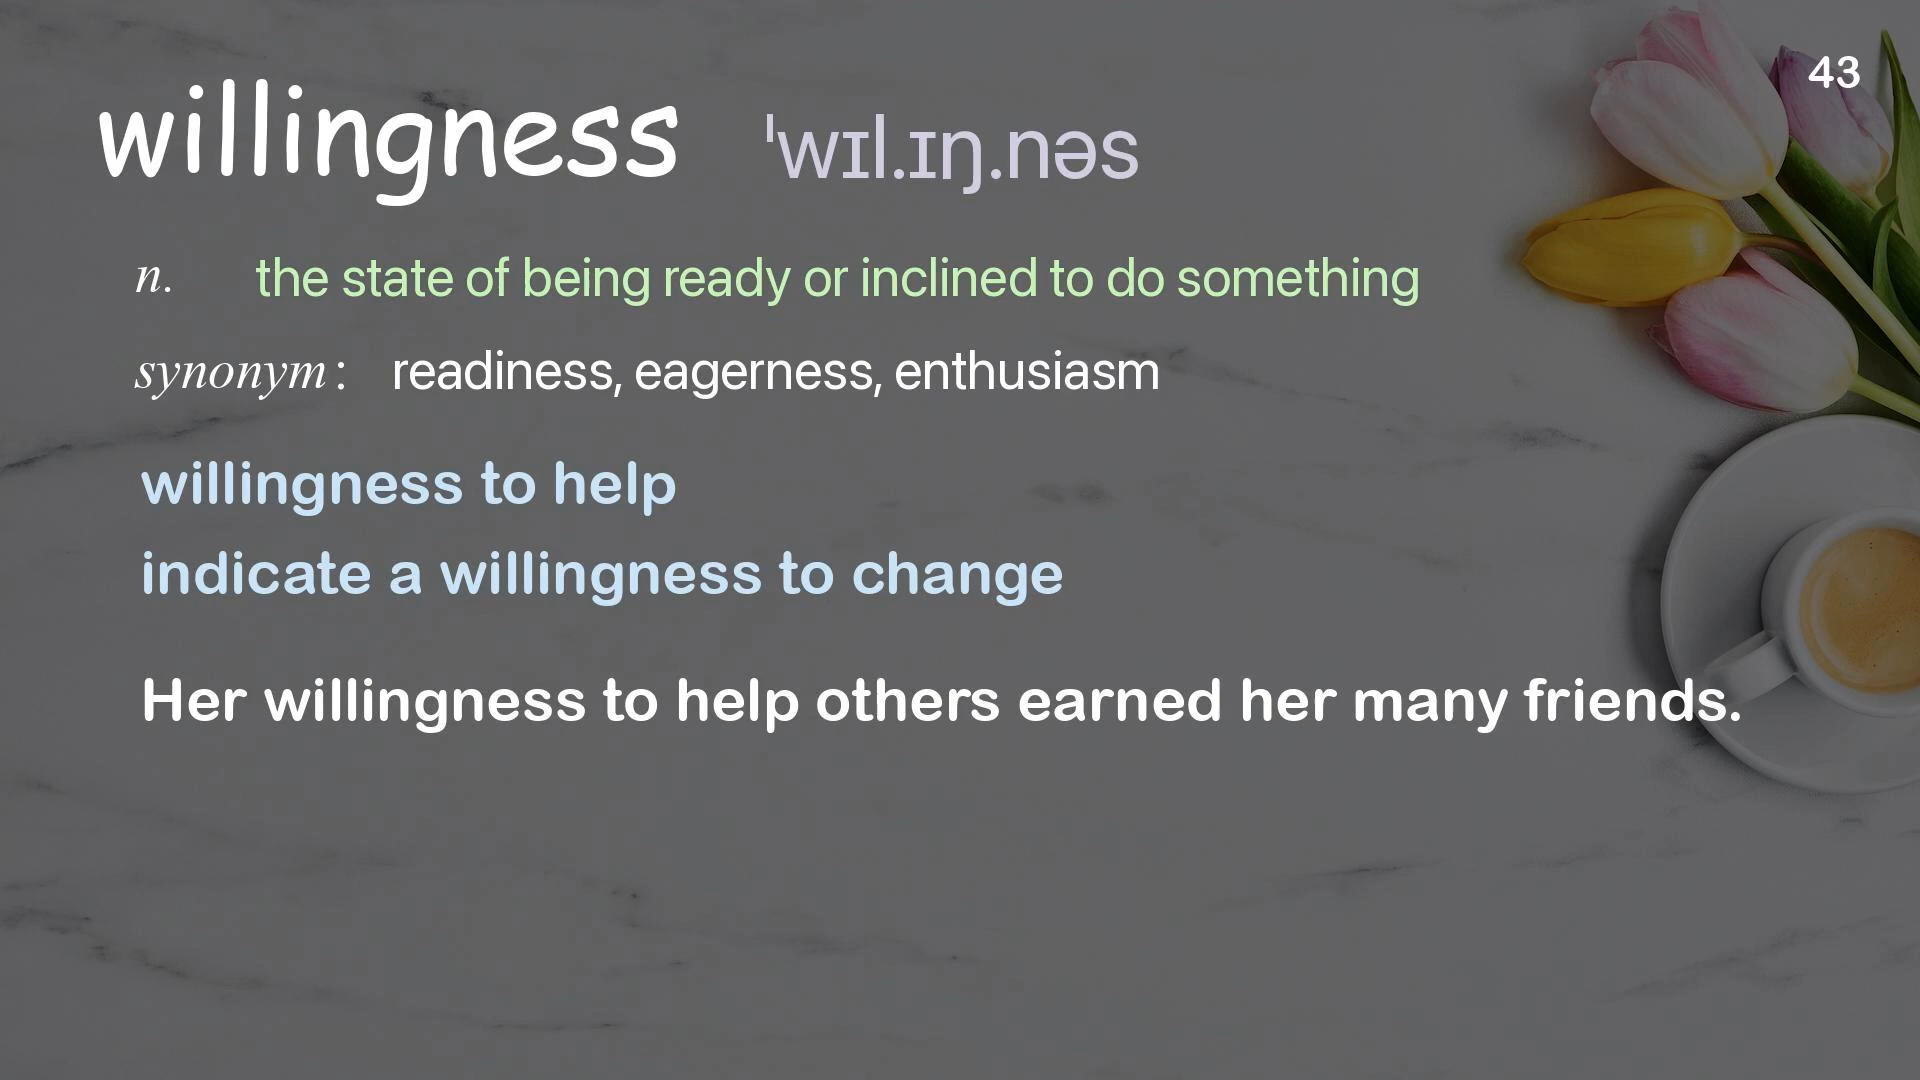 43
willingness ˈwɪl.ɪŋ.nəs
n. the state of being ready or inclined to do something
synonym : readiness, eagerness, enthusiasm
willingness to help
indicate a willingness to change
Her willingness to help others earned her many friends.